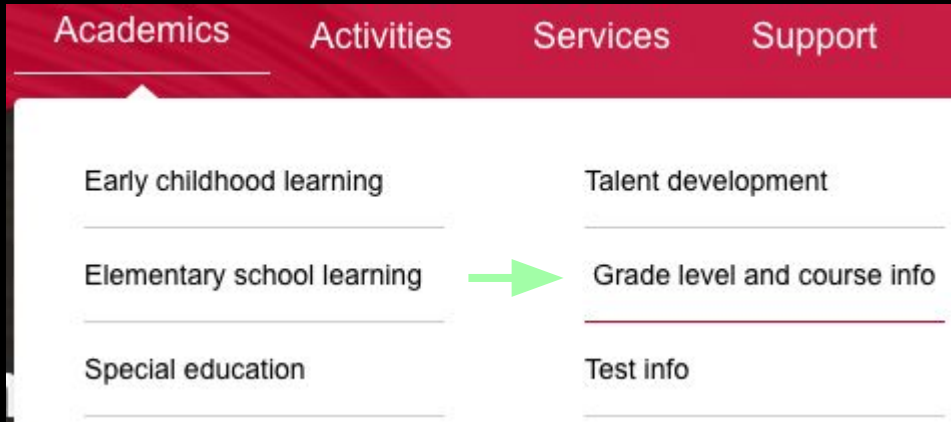 Academics Activities Services Support
Early childhood learning Talent development
Elementary school learning Grade level and course info
Special education Test info